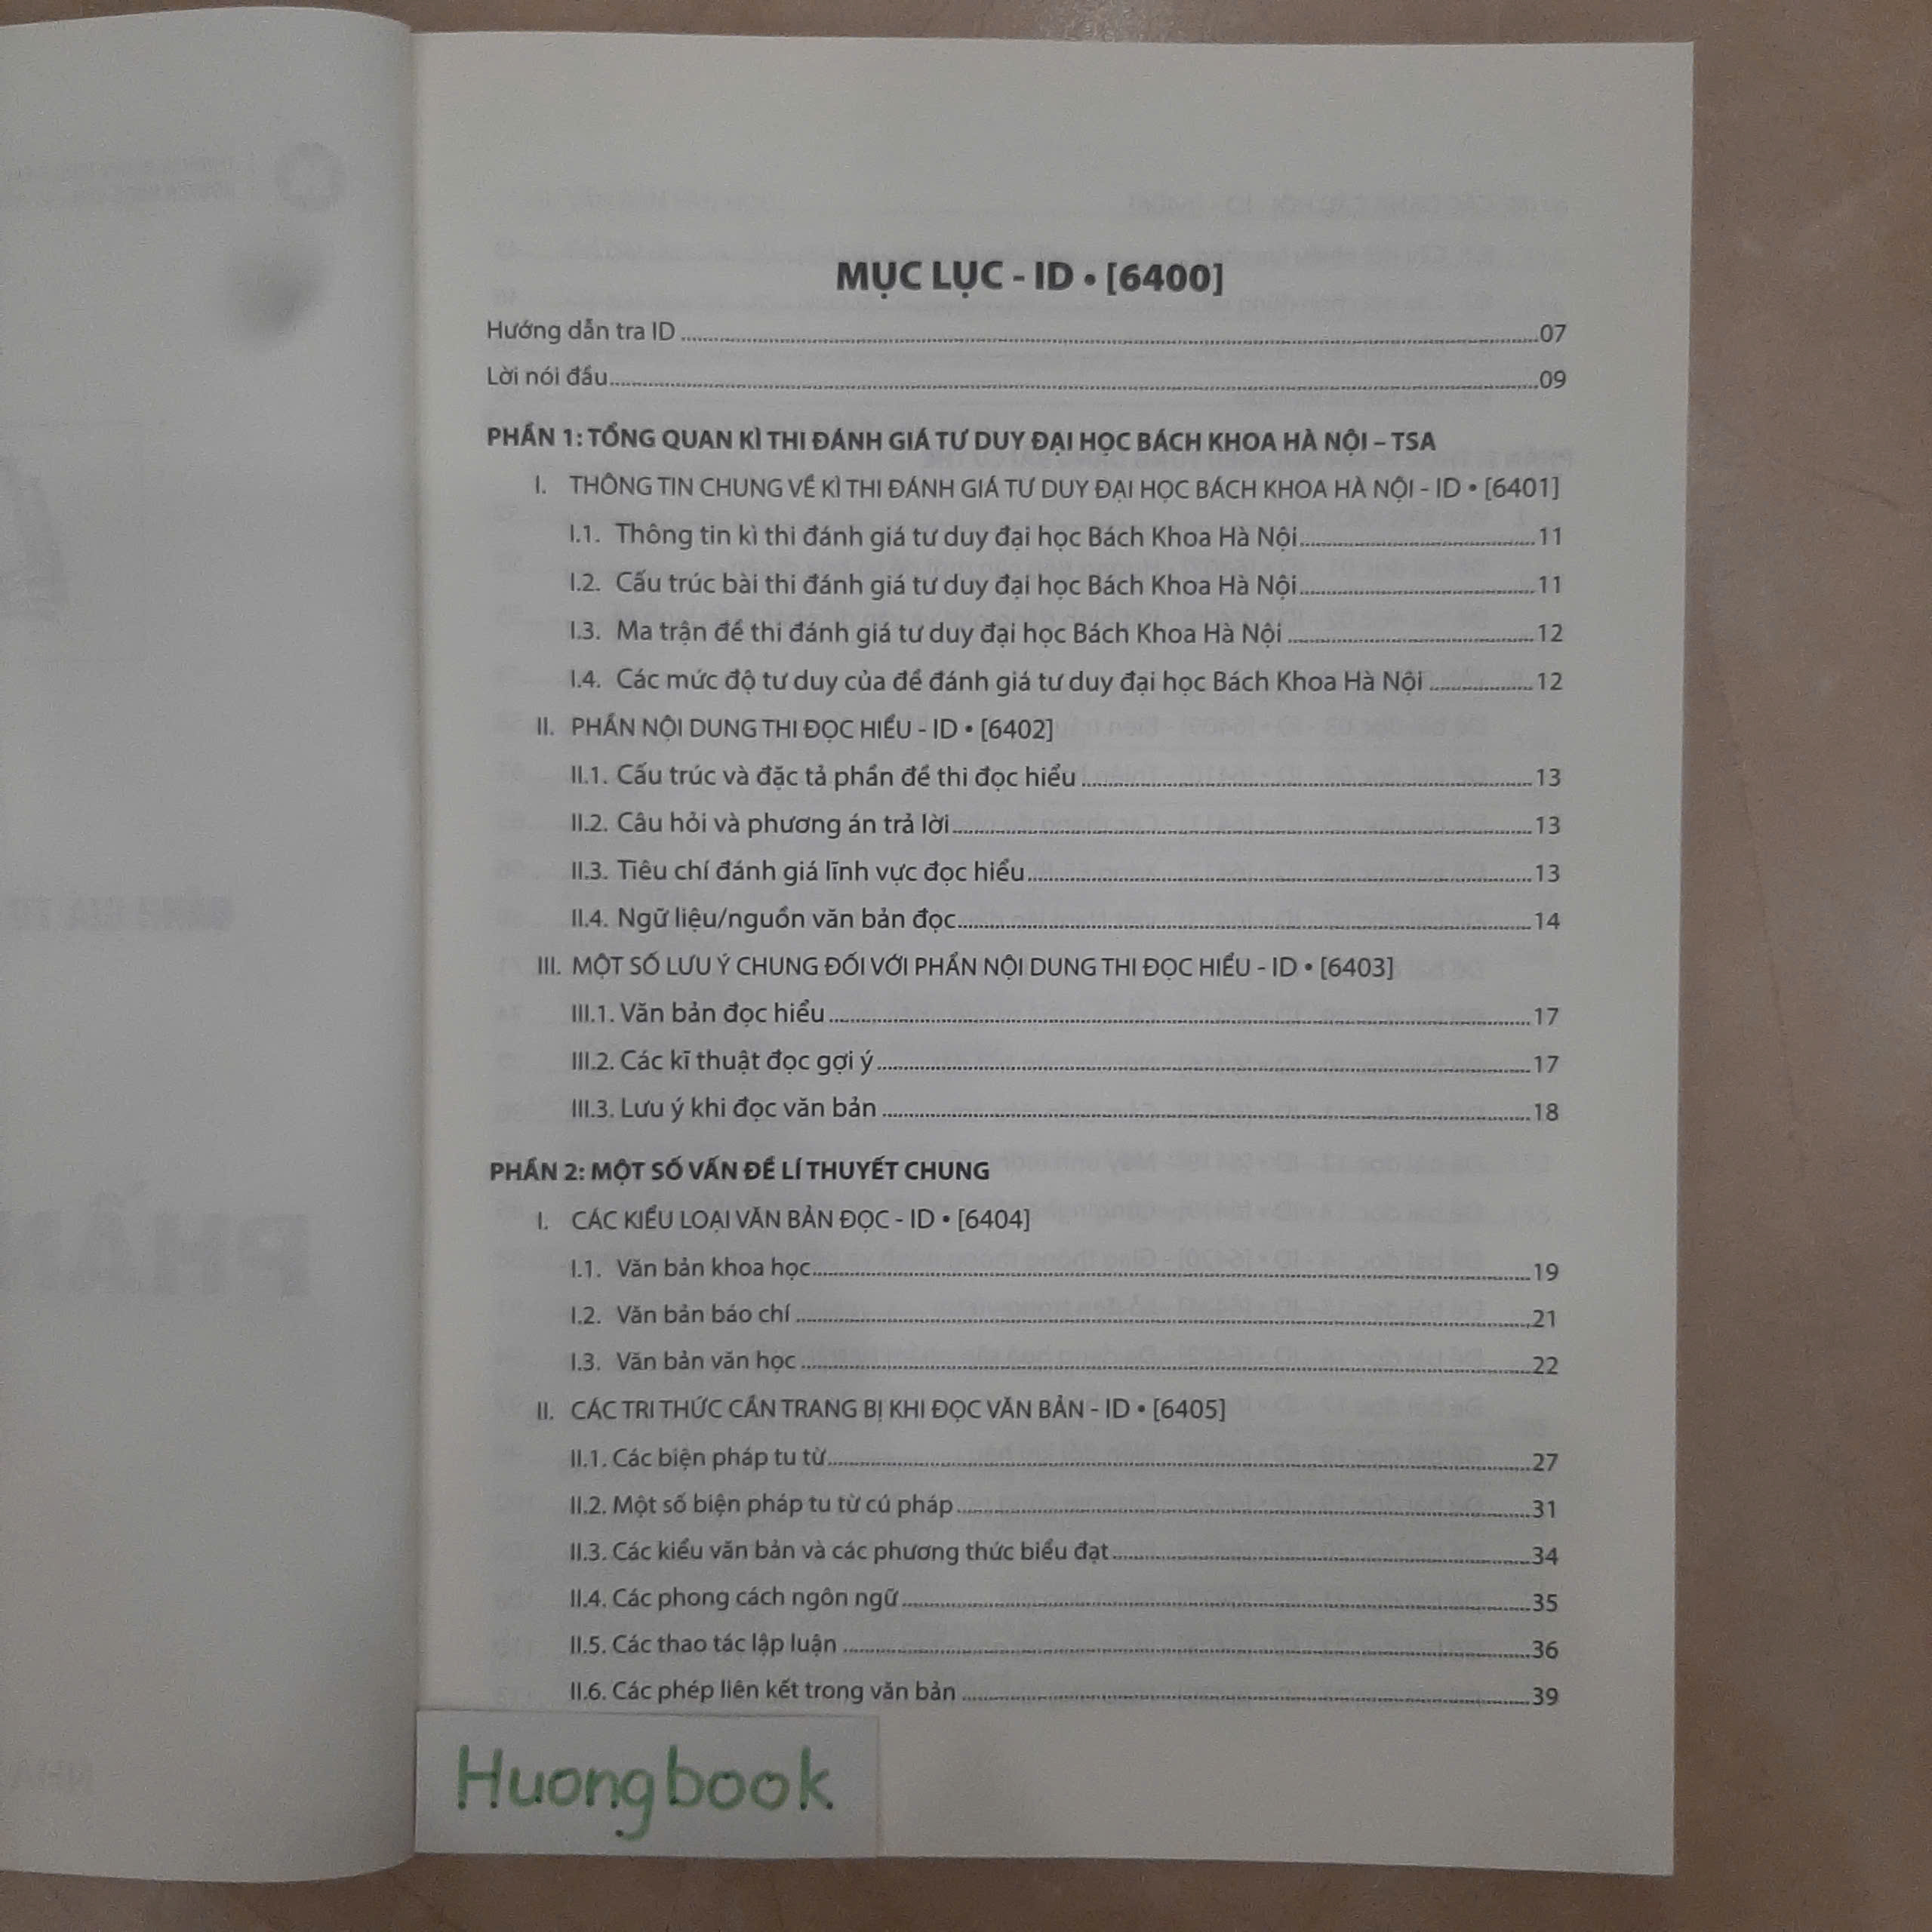 MỤC LỤC - ID • [6400]
Hướng dẫn tra ID ........ 07
Lời nói đầu ........ 09
PHẦN 1: TỔNG QUAN KÌ THI ĐÁNH GIÁ TƯ DUY ĐẠI HỌC BÁCH KHOA HÀ NỘI – TSA
I. THÔNG TIN CHUNG VỀ KÌ THI ĐÁNH GIÁ TƯ DUY ĐẠI HỌC BÁCH KHOA HÀ NỘI - ID • [6401]
I.1. Thông tin kì thi đánh giá tư duy đại học Bách Khoa Hà Nội ........ 11
I.2. Cấu trúc bài thi đánh giá tư duy đại học Bách Khoa Hà Nội ........ 11
I.3. Ma trận đề thi đánh giá tư duy đại học Bách Khoa Hà Nội ........ 12
I.4. Các mức độ tư duy của đề đánh giá tư duy đại học Bách Khoa Hà Nội ........ 12
II. PHẦN NỘI DUNG THI ĐỌC HIỂU - ID • [6402]
II.1. Cấu trúc và đặc tả phần đề thi đọc hiểu ........ 13
II.2. Câu hỏi và phương án trả lời ........ 13
II.3. Tiêu chí đánh giá lĩnh vực đọc hiểu ........ 13
II.4. Ngữ liệu/nguồn văn bản đọc ........ 14
III. MỘT SỐ LƯU Ý CHUNG ĐỐI VỚI PHẦN NỘI DUNG THI ĐỌC HIỂU - ID • [6403]
III.1. Văn bản đọc hiểu ........ 17
III.2. Các kĩ thuật đọc gợi ý ........ 17
III.3. Lưu ý khi đọc văn bản ........ 18
PHẦN 2: MỘT SỐ VẤN ĐỀ LÍ THUYẾT CHUNG
I. CÁC KIỂU LOẠI VĂN BẢN ĐỌC - ID • [6404]
I.1. Văn bản khoa học ........ 19
I.2. Văn bản báo chí ........ 21
I.3. Văn bản văn học ........ 22
II. CÁC TRI THỨC CẦN TRANG BỊ KHI ĐỌC VĂN BẢN - ID • [6405]
II.1. Các biện pháp tu từ ........ 27
II.2. Một số biện pháp tu từ cú pháp ........ 31
II.3. Các kiểu văn bản và các phương thức biểu đạt ........ 34
II.4. Các phong cách ngôn ngữ ........ 35
II.5. Các thao tác lập luận ........ 36
II.6. Các phép liên kết trong văn bản ........ 39
Huongbook